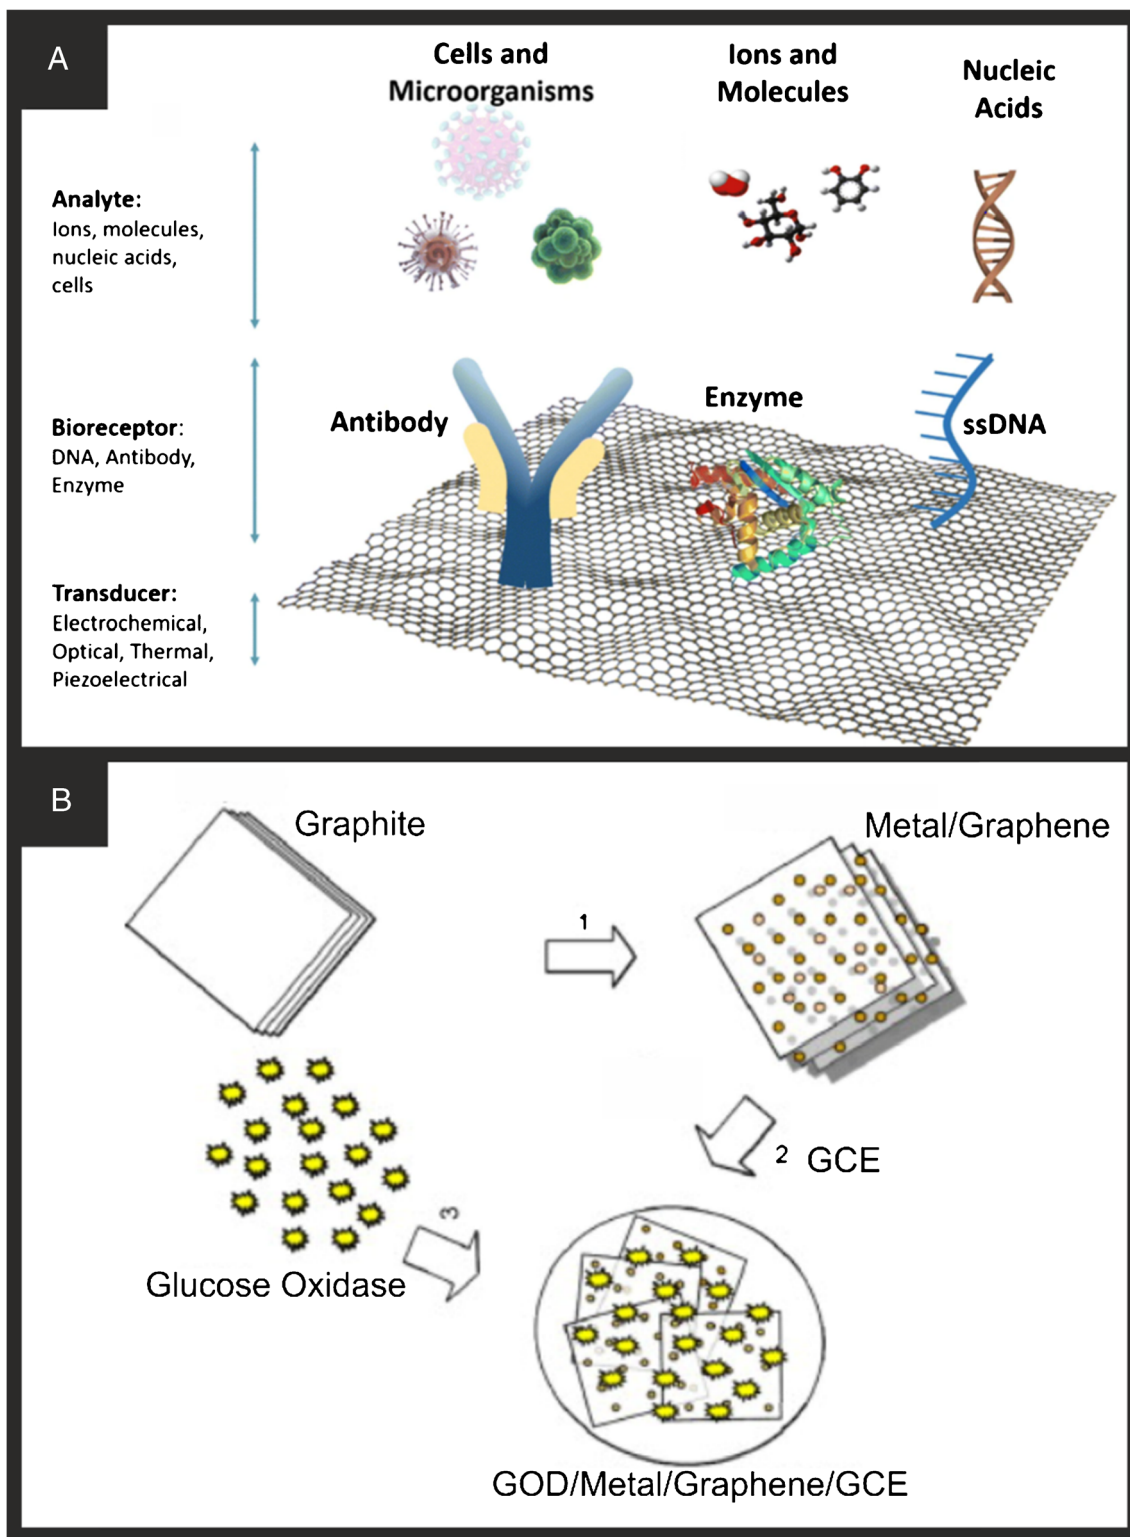 A
Cells and
Microorganisms
Ions and
Molecules
Nucleic
Acids
Analyte:
Ions, molecules,
nucleic acids,
cells
Bioreceptor:
DNA, Antibody,
Enzyme
Antibody
Enzyme
ssDNA
Transducer:
Electrochemical,
Optical, Thermal,
Piezoelectrical
B
Graphite
Metal/Graphene
1
2 GCE
3
Glucose Oxidase
GOD/Metal/Graphene/GCE